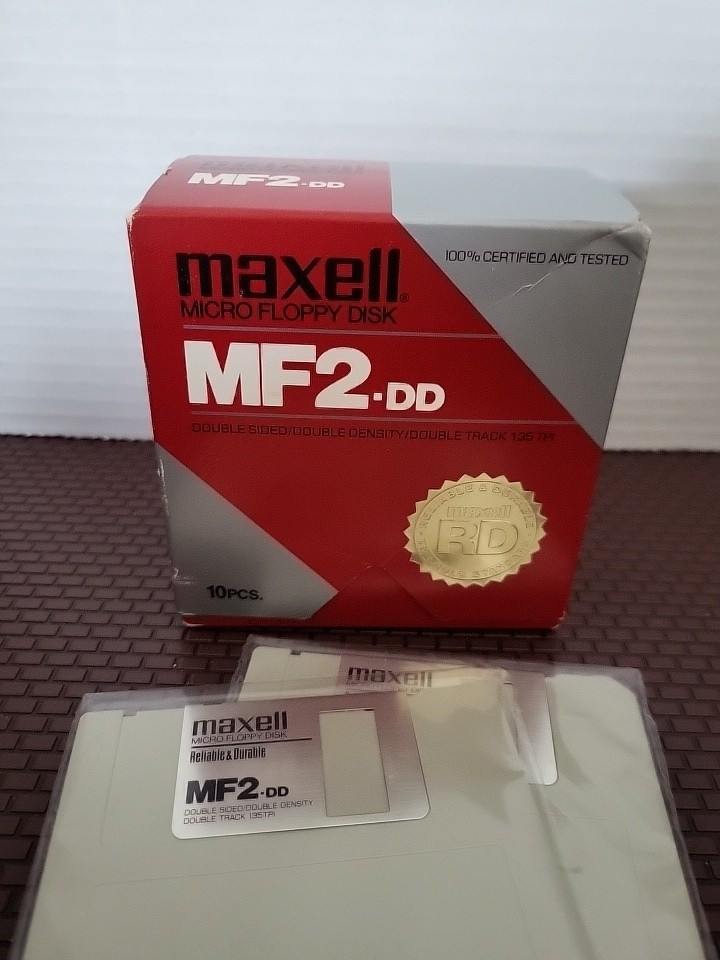 MF2-DD
maxell®
MICRO FLOPPY DISK
100% CERTIFIED AND TESTED
MF2-DD
DOUBLE SIDED/DOUBLE DENSITY/DOUBLE TRACK 135 TPI
RELIABLE & DURABLE
maxell
RD
10PCS.
maxell
maxell
MICRO FLOPPY DISK
Reliable & Durable
MF2-DD
DOUBLE SIDED/DOUBLE DENSITY
DOUBLE TRACK 135TPI